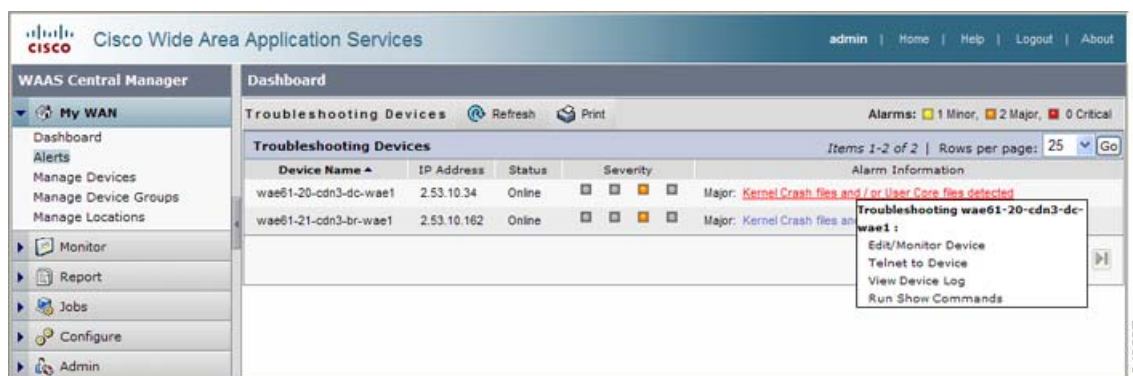 CISCO Cisco Wide Area Application Services
admin | Home | Help | Logout | About
WAAS Central Manager
Dashboard
My WAN
Dashboard
Alerts
Manage Devices
Manage Device Groups
Manage Locations
Monitor
Report
Jobs
Configure
Admin
Troubleshooting Devices Refresh Print Alarms: 1 Minor, 2 Major, 0 Critical
Troubleshooting Devices Items 1-2 of 2 | Rows per page: 25 Go
Device Name IP Address Status Severity Alarm Information
wae61-20-cdn3-dc-wae1 2.53.10.34 Online Major: Kernel Crash files and / or User Core files detected
wae61-21-cdn3-br-wae1 2.53.10.162 Online Major: Kernel Crash files an
Troubleshooting wae61-20-cdn3-dc-
wae1 :
Edit/Monitor Device
Telnet to Device
View Device Log
Run Show Commands